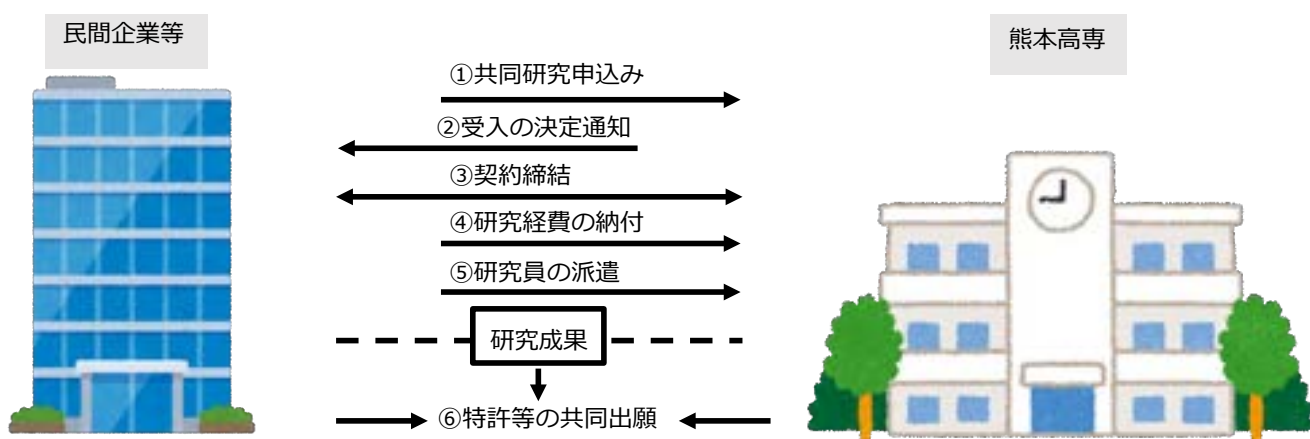 民間企業等
熊本高専
①共同研究申込み
②受入の決定通知
③契約締結
④研究経費の納付
⑤研究員の派遣
研究成果
⑥特許等の共同出願